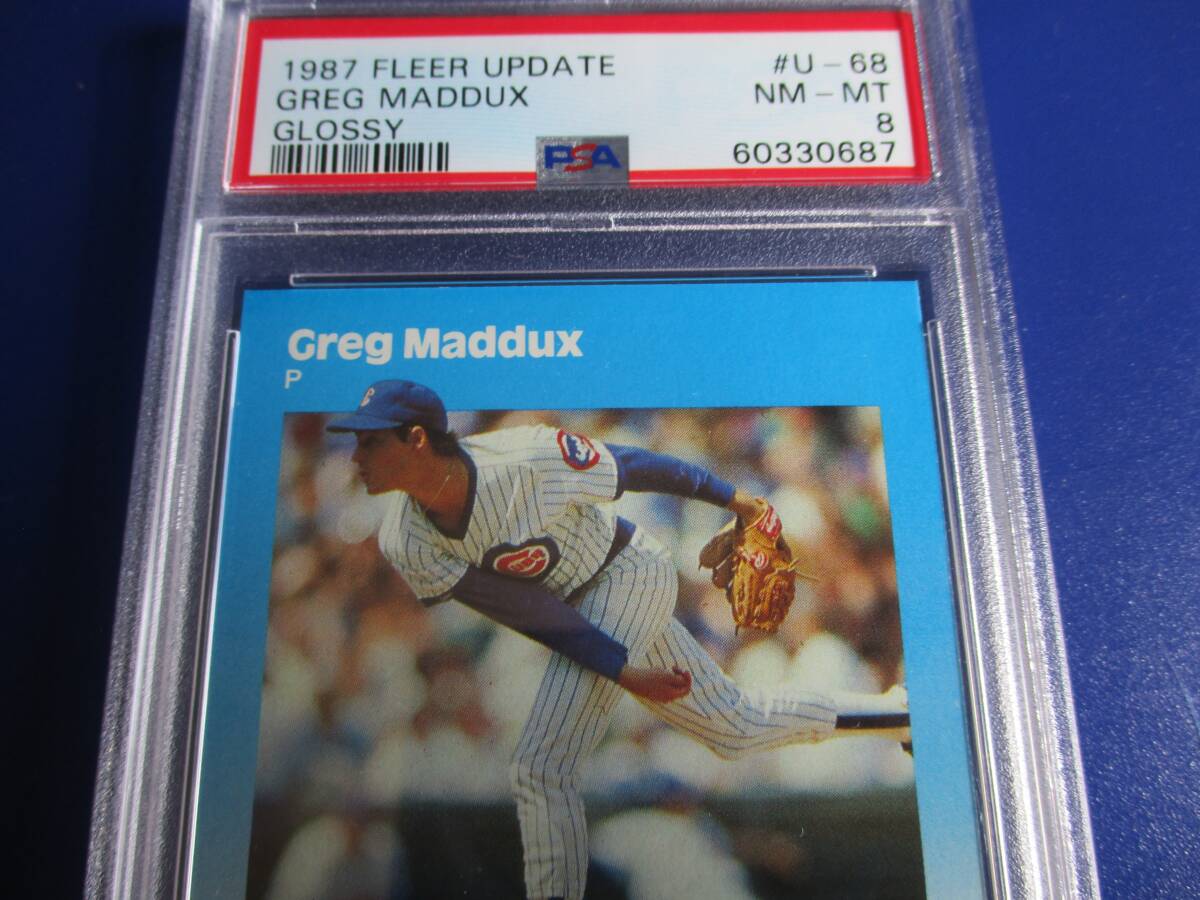 1987 FLEER UPDATE #U-68
GREG MADDUX NM-MT
GLOSSY 8
PSA 60330687
Greg Maddux
P